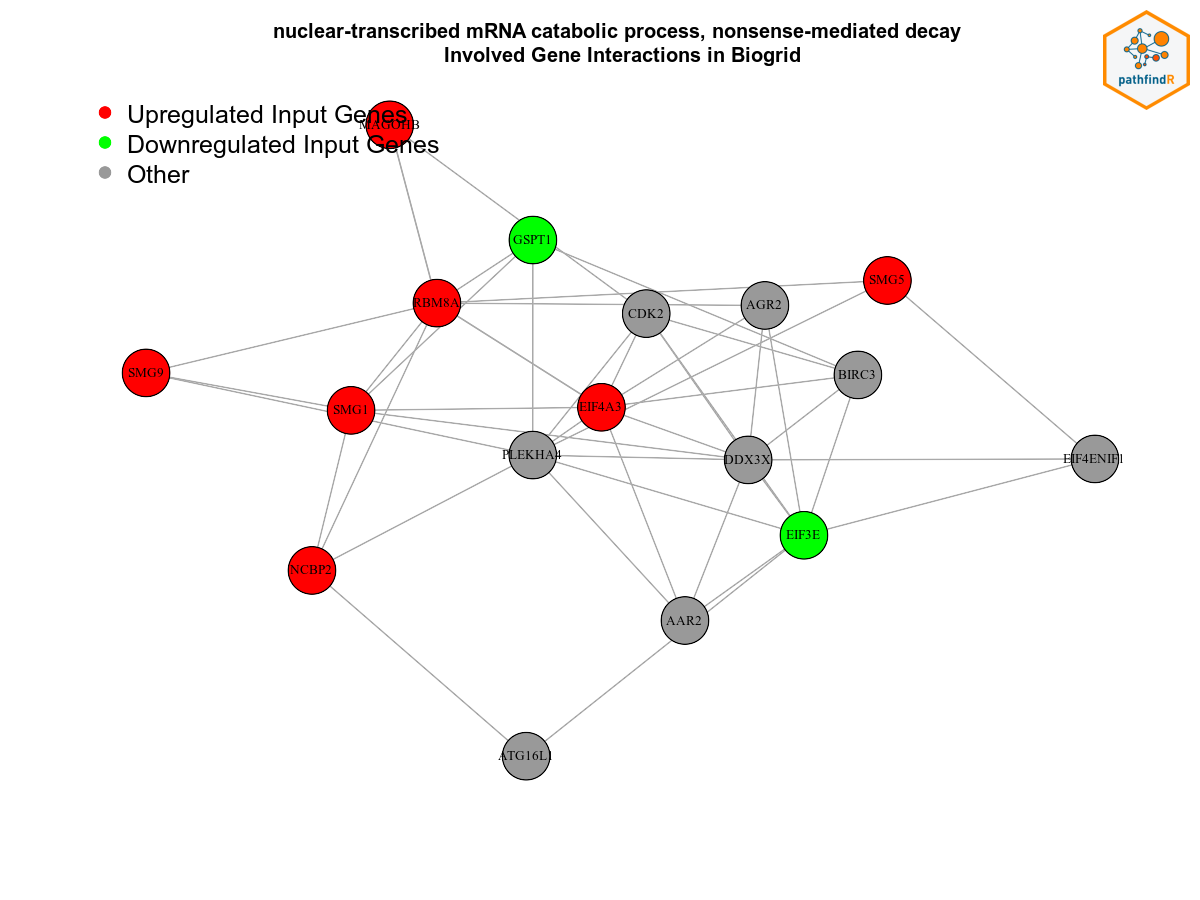 nuclear-transcribed mRNA catabolic process, nonsense-mediated decay
Involved Gene Interactions in Biogrid
pathfindR
Upregulated Input Genes
Downregulated Input Genes
Other
MAGOHB
GSPT1
SMG5
RBM8A
AGR2
CDK2
SMG9
BIRC3
EIF4A3
SMG1
PLEKHA4
DDX3X
EIF4ENIF1
EIF3E
NCBP2
AAR2
ATG16L1